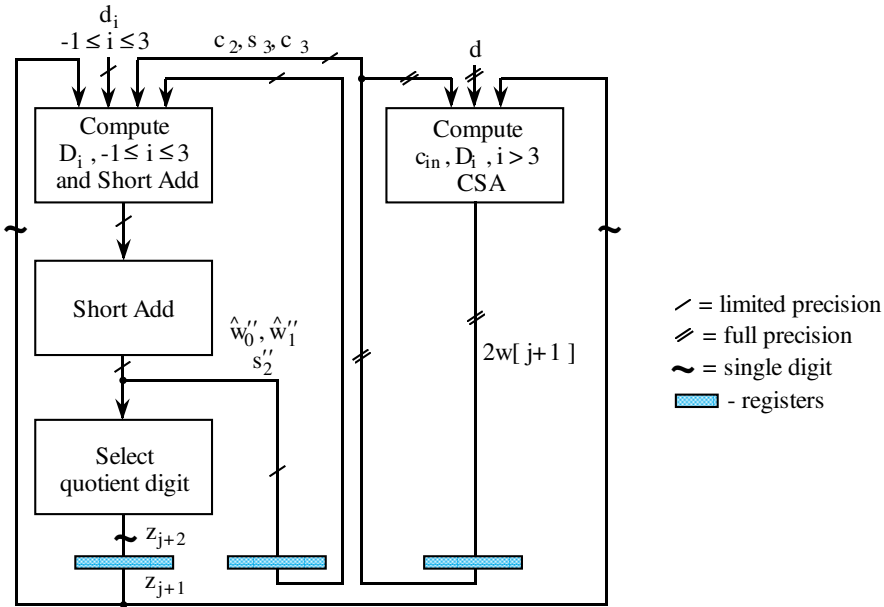 d_i
-1 ≤ i ≤ 3
c_2, s_3, c_3
d
Compute
D_i, -1 ≤ i ≤ 3
and Short Add
Compute
c_in, D_i, i > 3
CSA
Short Add
ŵ''_0, ŵ''_1
s''_2
2w[ j+1 ]
Select
quotient digit
z_{j+2}
z_{j+1}
= limited precision
= full precision
= single digit
- registers